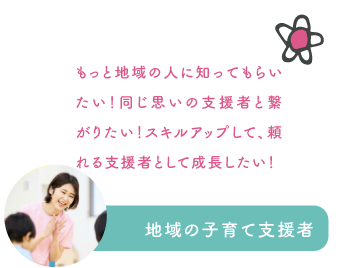 もっと地域の人に知ってもらい
たい！同じ思いの支援者と繋
がりたい！スキルアップして、頼
れる支援者として成長したい！
地域の子育て支援者